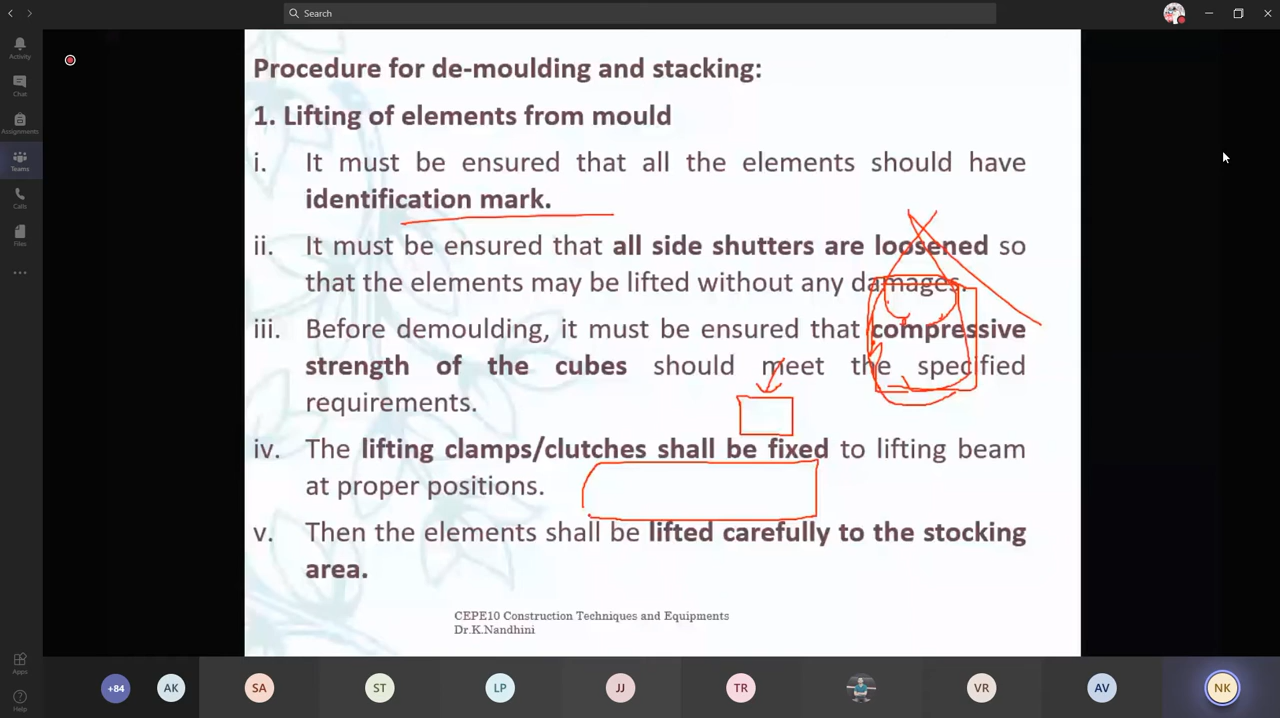 Search
Activity
Chat
Assignments
Teams
Calls
Files
Apps
Help
Procedure for de-moulding and stacking:
1. Lifting of elements from mould
i. It must be ensured that all the elements should have
identification mark.
ii. It must be ensured that all side shutters are loosened so
that the elements may be lifted without any damages.
iii. Before demoulding, it must be ensured that compressive
strength of the cubes should meet the specified
requirements.
iv. The lifting clamps/clutches shall be fixed to lifting beam
at proper positions.
v. Then the elements shall be lifted carefully to the stocking
area.
CEPE10 Construction Techniques and Equipments
Dr.K.Nandhini
+84 AK SA ST LP JJ TR VR AV NK